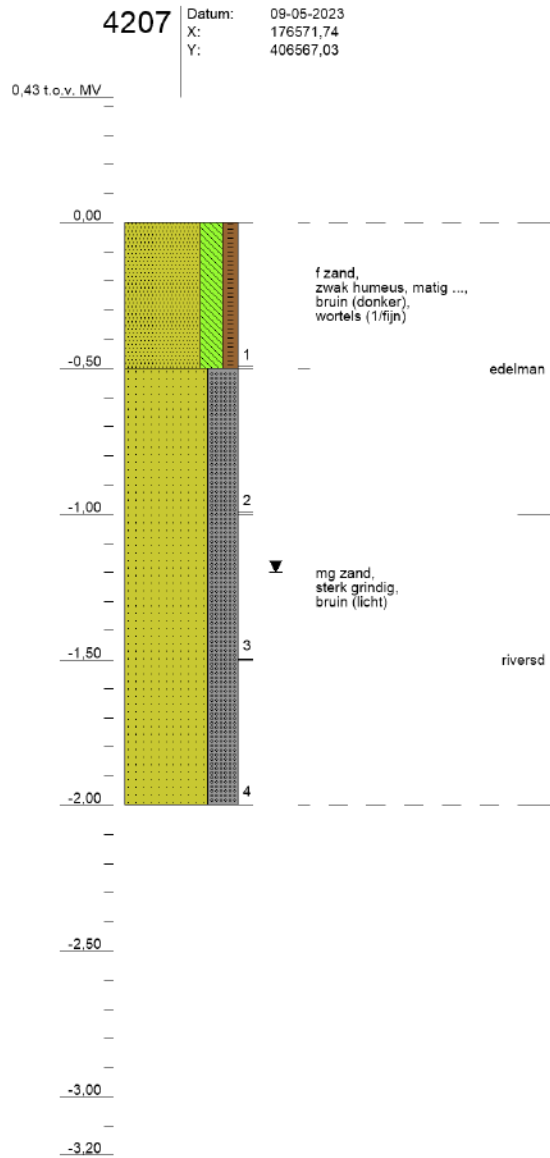 4207
Datum: 09-05-2023
X: 176571,74
Y: 406567,03
0,43 t.o.v. MV
0,00
f zand,
zwak humeus, matig ...,
bruin (donker),
wortels (1/fijn)
1
-0,50
edelman
2
-1,00
mg zand,
sterk grindig,
bruin (licht)
3
-1,50
riversd
4
-2,00
-2,50
-3,00
-3,20